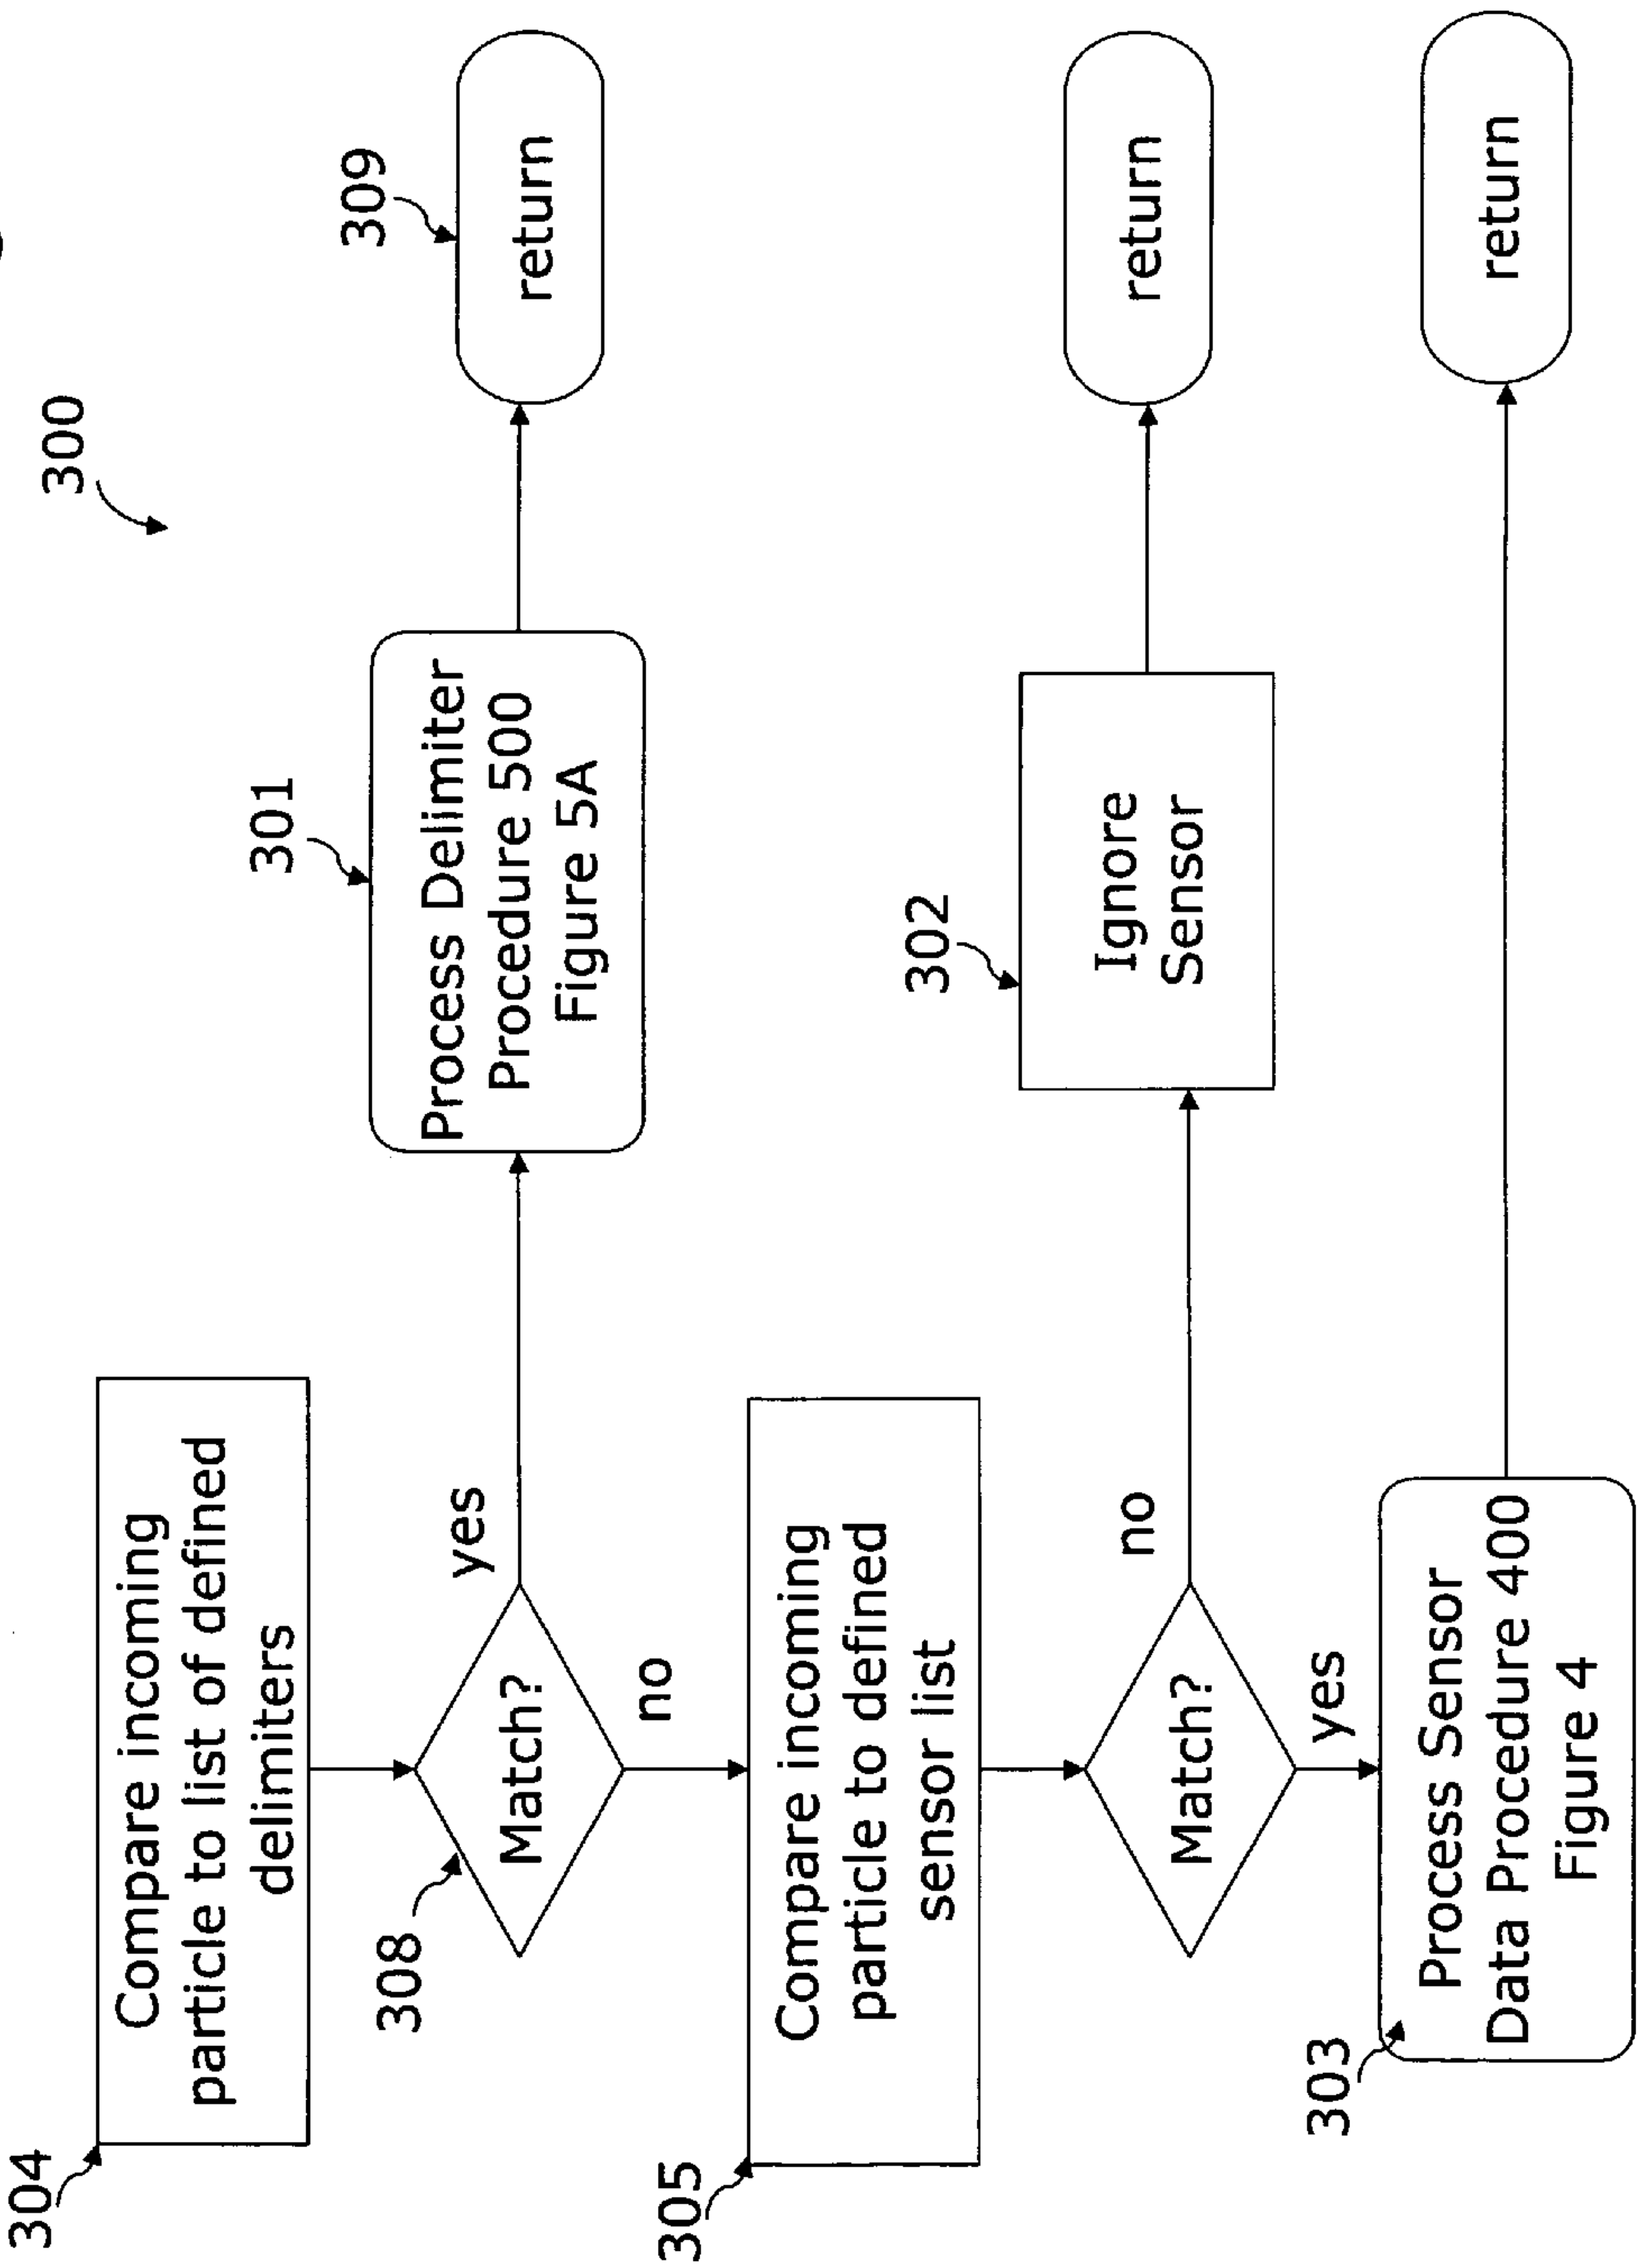 300
304
Compare incoming
particle to list of defined
delimiters
308
Match?
yes
301
Process Delimiter
Procedure 500
Figure 5A
309
return
no
305
Compare incoming
particle to defined
sensor list
Match?
no
302
Ignore
Sensor
return
yes
303
Process Sensor
Data Procedure 400
Figure 4
return